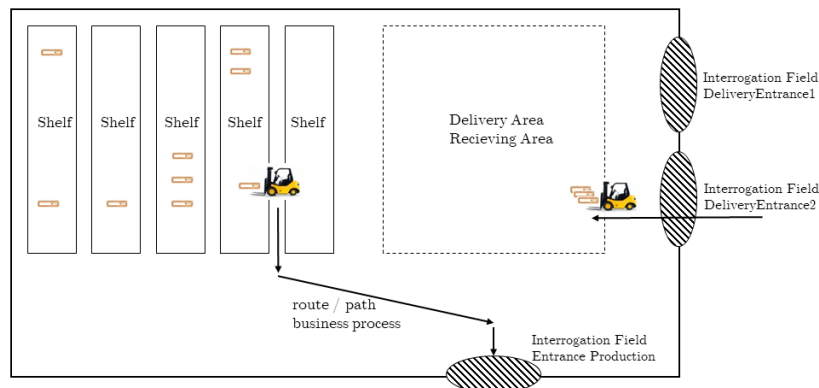 Shelf
Shelf
Shelf
Shelf
Shelf
Delivery Area
Recieving Area
Interrogation Field
DeliveryEntrance1
Interrogation Field
DeliveryEntrance2
route / path
business process
Interrogation Field
Entrance Production